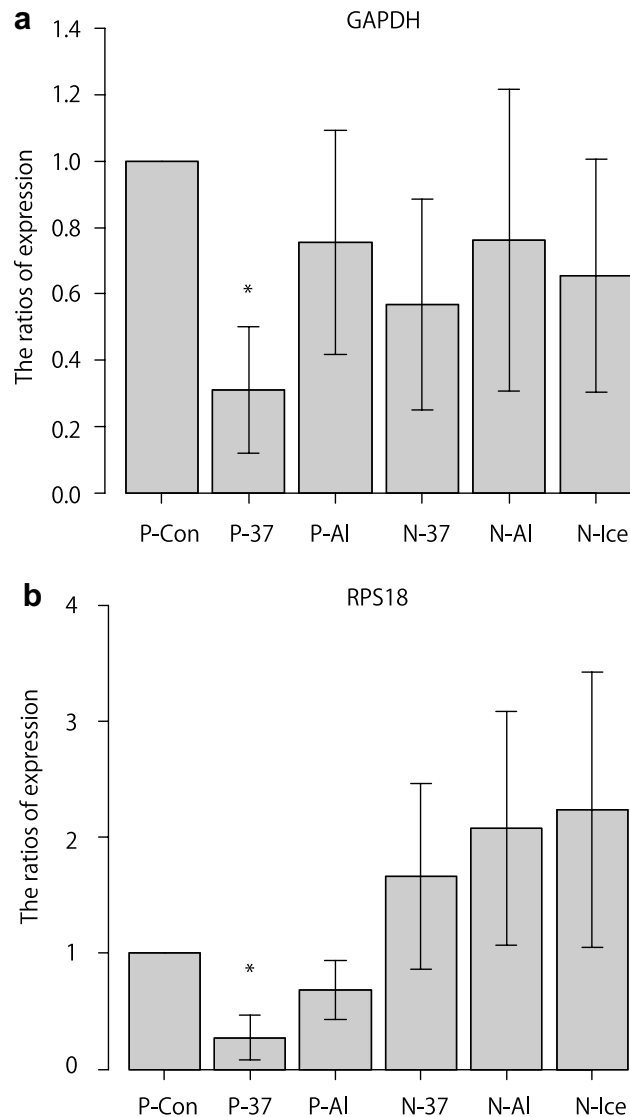 a
GAPDH
The ratios of expression
1.4
1.2
1.0
0.8
0.6
0.4
0.2
0.0
*
P-Con P-37 P-Al N-37 N-Al N-Ice
b
RPS18
The ratios of expression
4
3
2
1
0
*
P-Con P-37 P-Al N-37 N-Al N-Ice